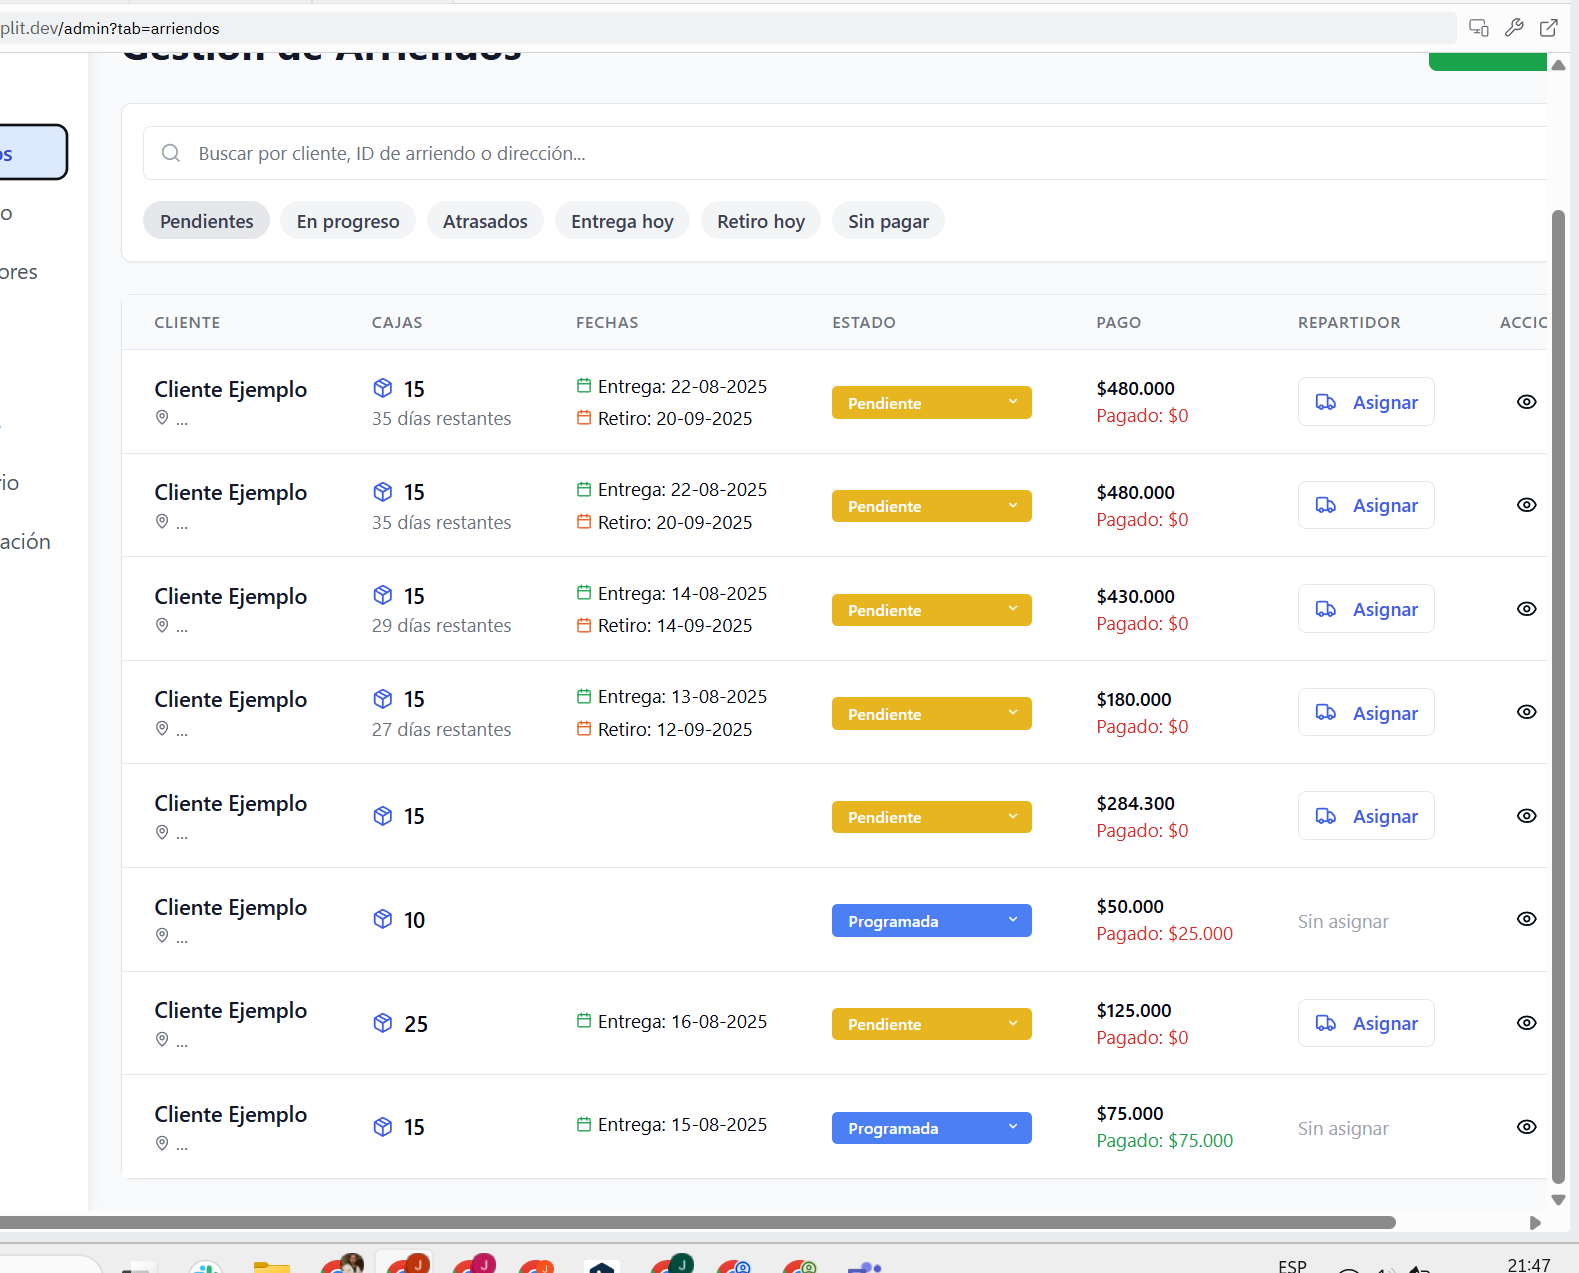 plit.dev/admin?tab=arriendos
Gestión de Arriendos
os
o
ores
io
ación
Buscar por cliente, ID de arriendo o dirección...
Pendientes En progreso Atrasados Entrega hoy Retiro hoy Sin pagar
CLIENTE CAJAS FECHAS ESTADO PAGO REPARTIDOR ACCIO
Cliente Ejemplo 15 Entrega: 22-08-2025 Pendiente $480.000 Asignar
... 35 días restantes Retiro: 20-09-2025 Pagado: $0
Cliente Ejemplo 15 Entrega: 22-08-2025 Pendiente $480.000 Asignar
... 35 días restantes Retiro: 20-09-2025 Pagado: $0
Cliente Ejemplo 15 Entrega: 14-08-2025 Pendiente $430.000 Asignar
... 29 días restantes Retiro: 14-09-2025 Pagado: $0
Cliente Ejemplo 15 Entrega: 13-08-2025 Pendiente $180.000 Asignar
... 27 días restantes Retiro: 12-09-2025 Pagado: $0
Cliente Ejemplo 15 Pendiente $284.300 Asignar
... Pagado: $0
Cliente Ejemplo 10 Programada $50.000 Sin asignar
... Pagado: $25.000
Cliente Ejemplo 25 Entrega: 16-08-2025 Pendiente $125.000 Asignar
... Pagado: $0
Cliente Ejemplo 15 Entrega: 15-08-2025 Programada $75.000 Sin asignar
... Pagado: $75.000
J J J J
ESP 21:47